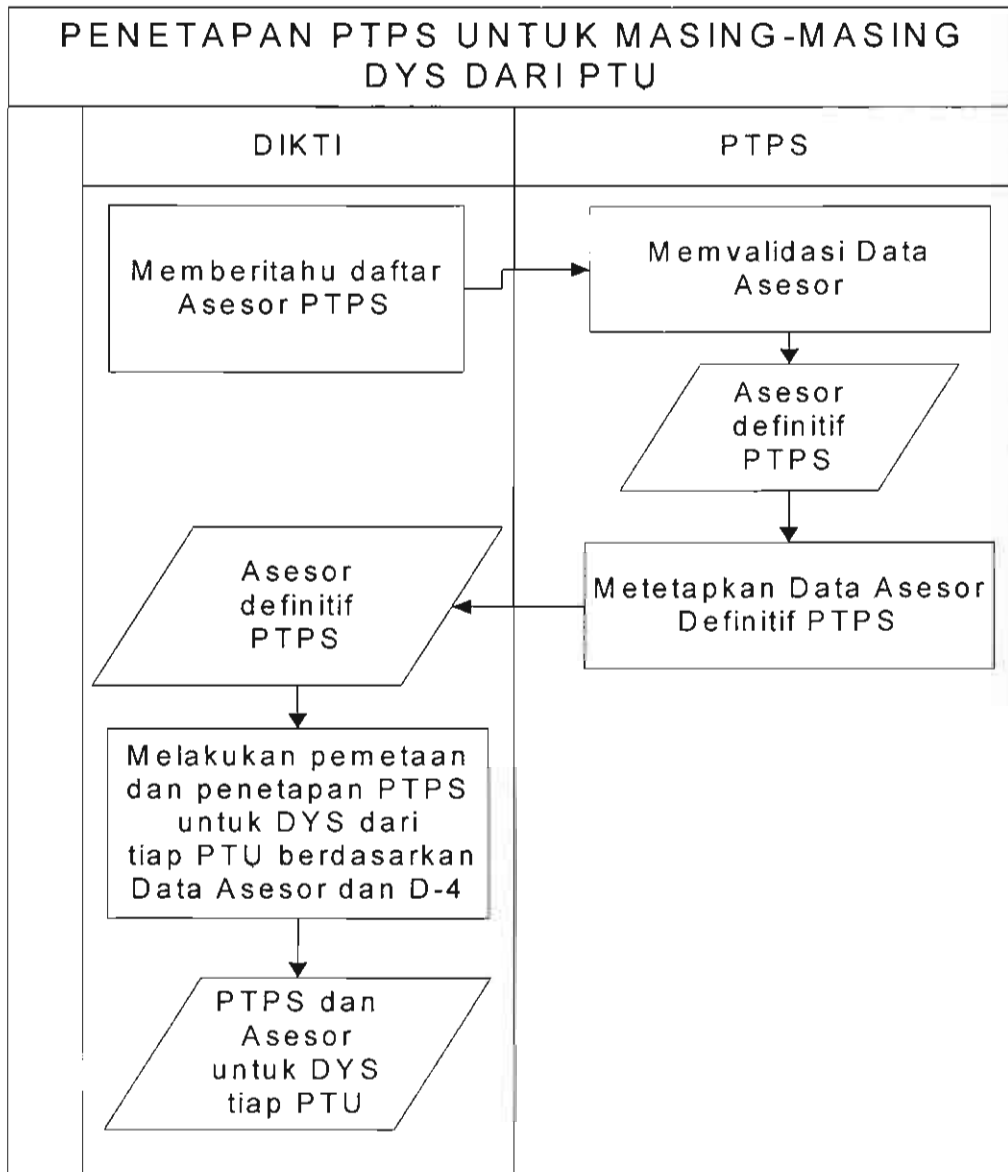 PENETAPAN PTPS UNTUK MASING-MASING
DYS DARI PTU
DIKTI
PTPS
Memberitahu daftar
Asesor PTPS
Memvalidasi Data
Asesor
Asesor
definitif
PTPS
Metetapkan Data Asesor
Definitif PTPS
Asesor
definitif
PTPS
Melakukan pemetaan
dan penetapan PTPS
untuk DYS dari
tiap PTU berdasarkan
Data Asesor dan D-4
PTPS dan
Asesor
untuk DYS
tiap PTU